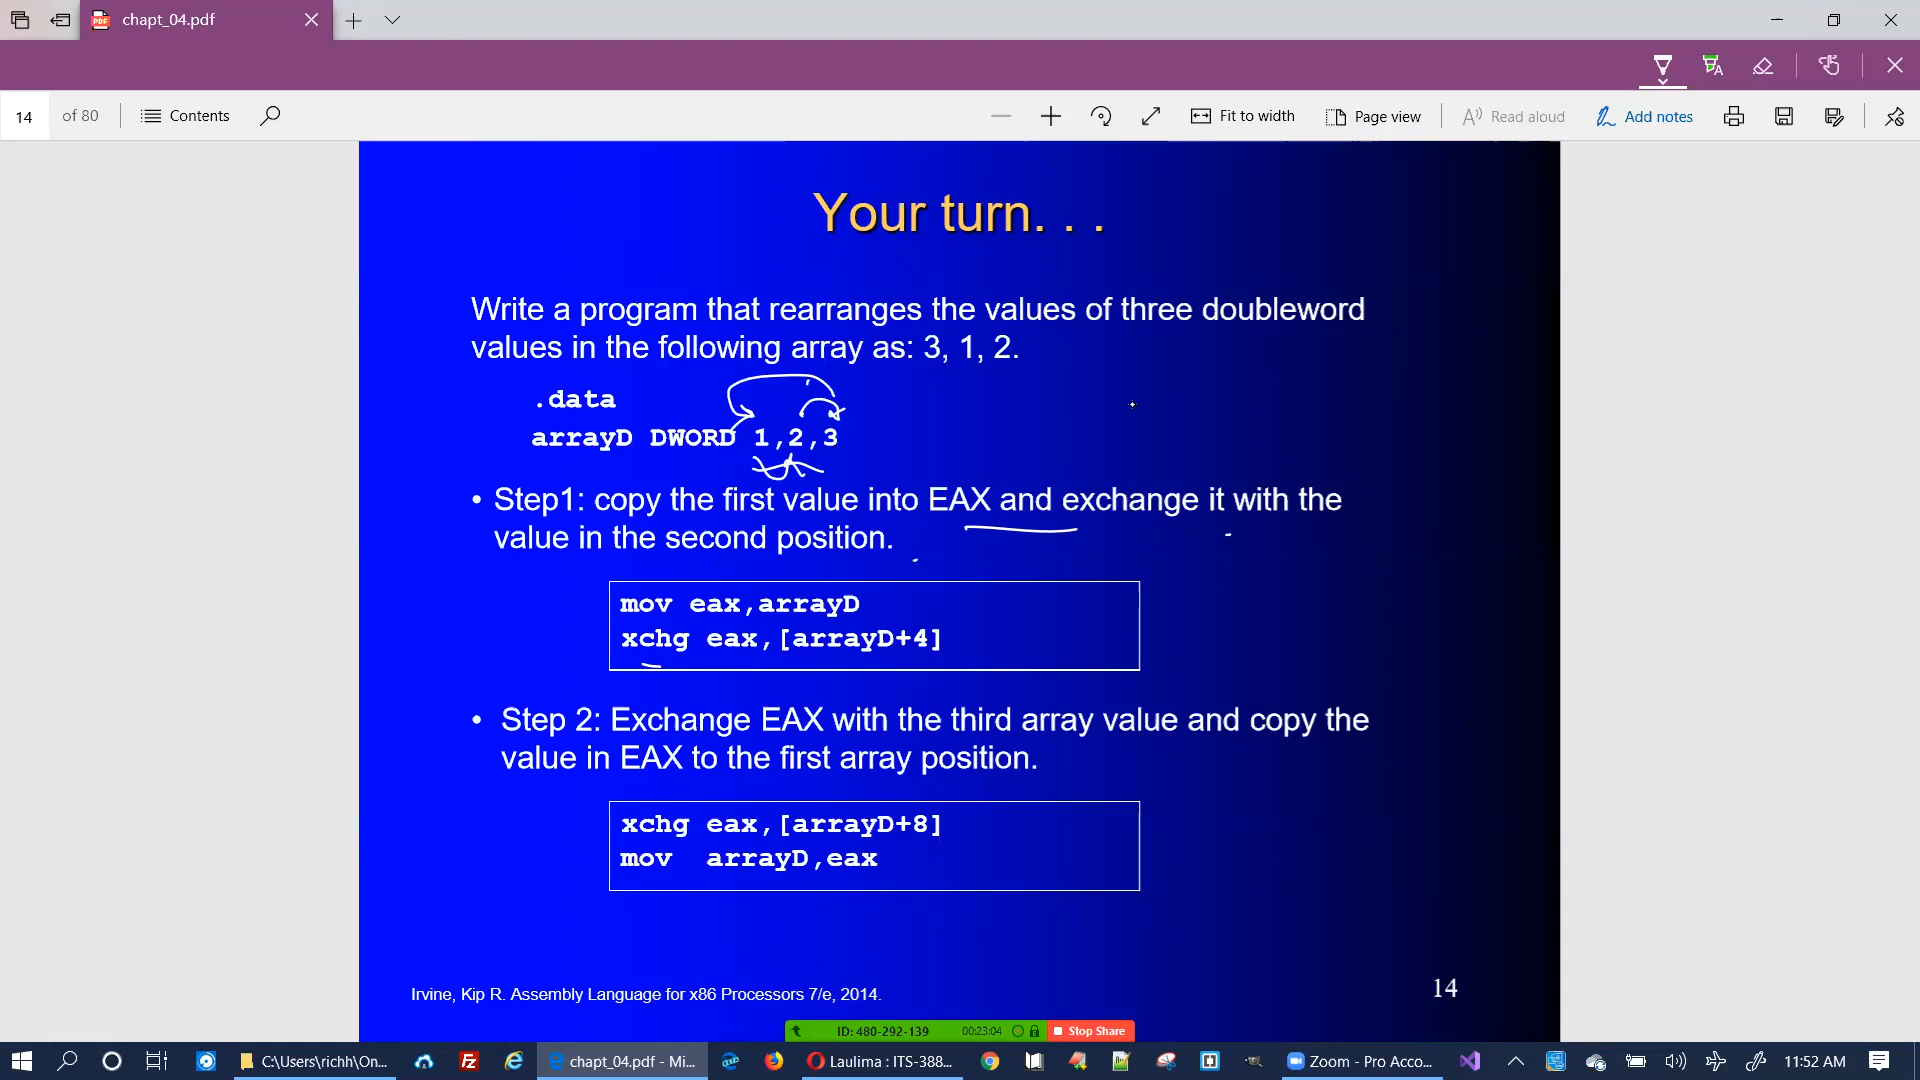 chapt_04.pdf
14 of 80 Contents Fit to width Page view Read aloud Add notes
Your turn. . .
Write a program that rearranges the values of three doubleword
values in the following array as: 3, 1, 2.
.data
arrayD DWORD 1,2,3
• Step1: copy the first value into EAX and exchange it with the
value in the second position.
mov eax,arrayD
xchg eax,[arrayD+4]
• Step 2: Exchange EAX with the third array value and copy the
value in EAX to the first array position.
xchg eax,[arrayD+8]
mov arrayD,eax
Irvine, Kip R. Assembly Language for x86 Processors 7/e, 2014.
14
ID: 480-292-139 00:23:04 Stop Share
C:\Users\richh\On... chapt_04.pdf - Mi... Laulima : ITS-388... Zoom - Pro Acco... 11:52 AM